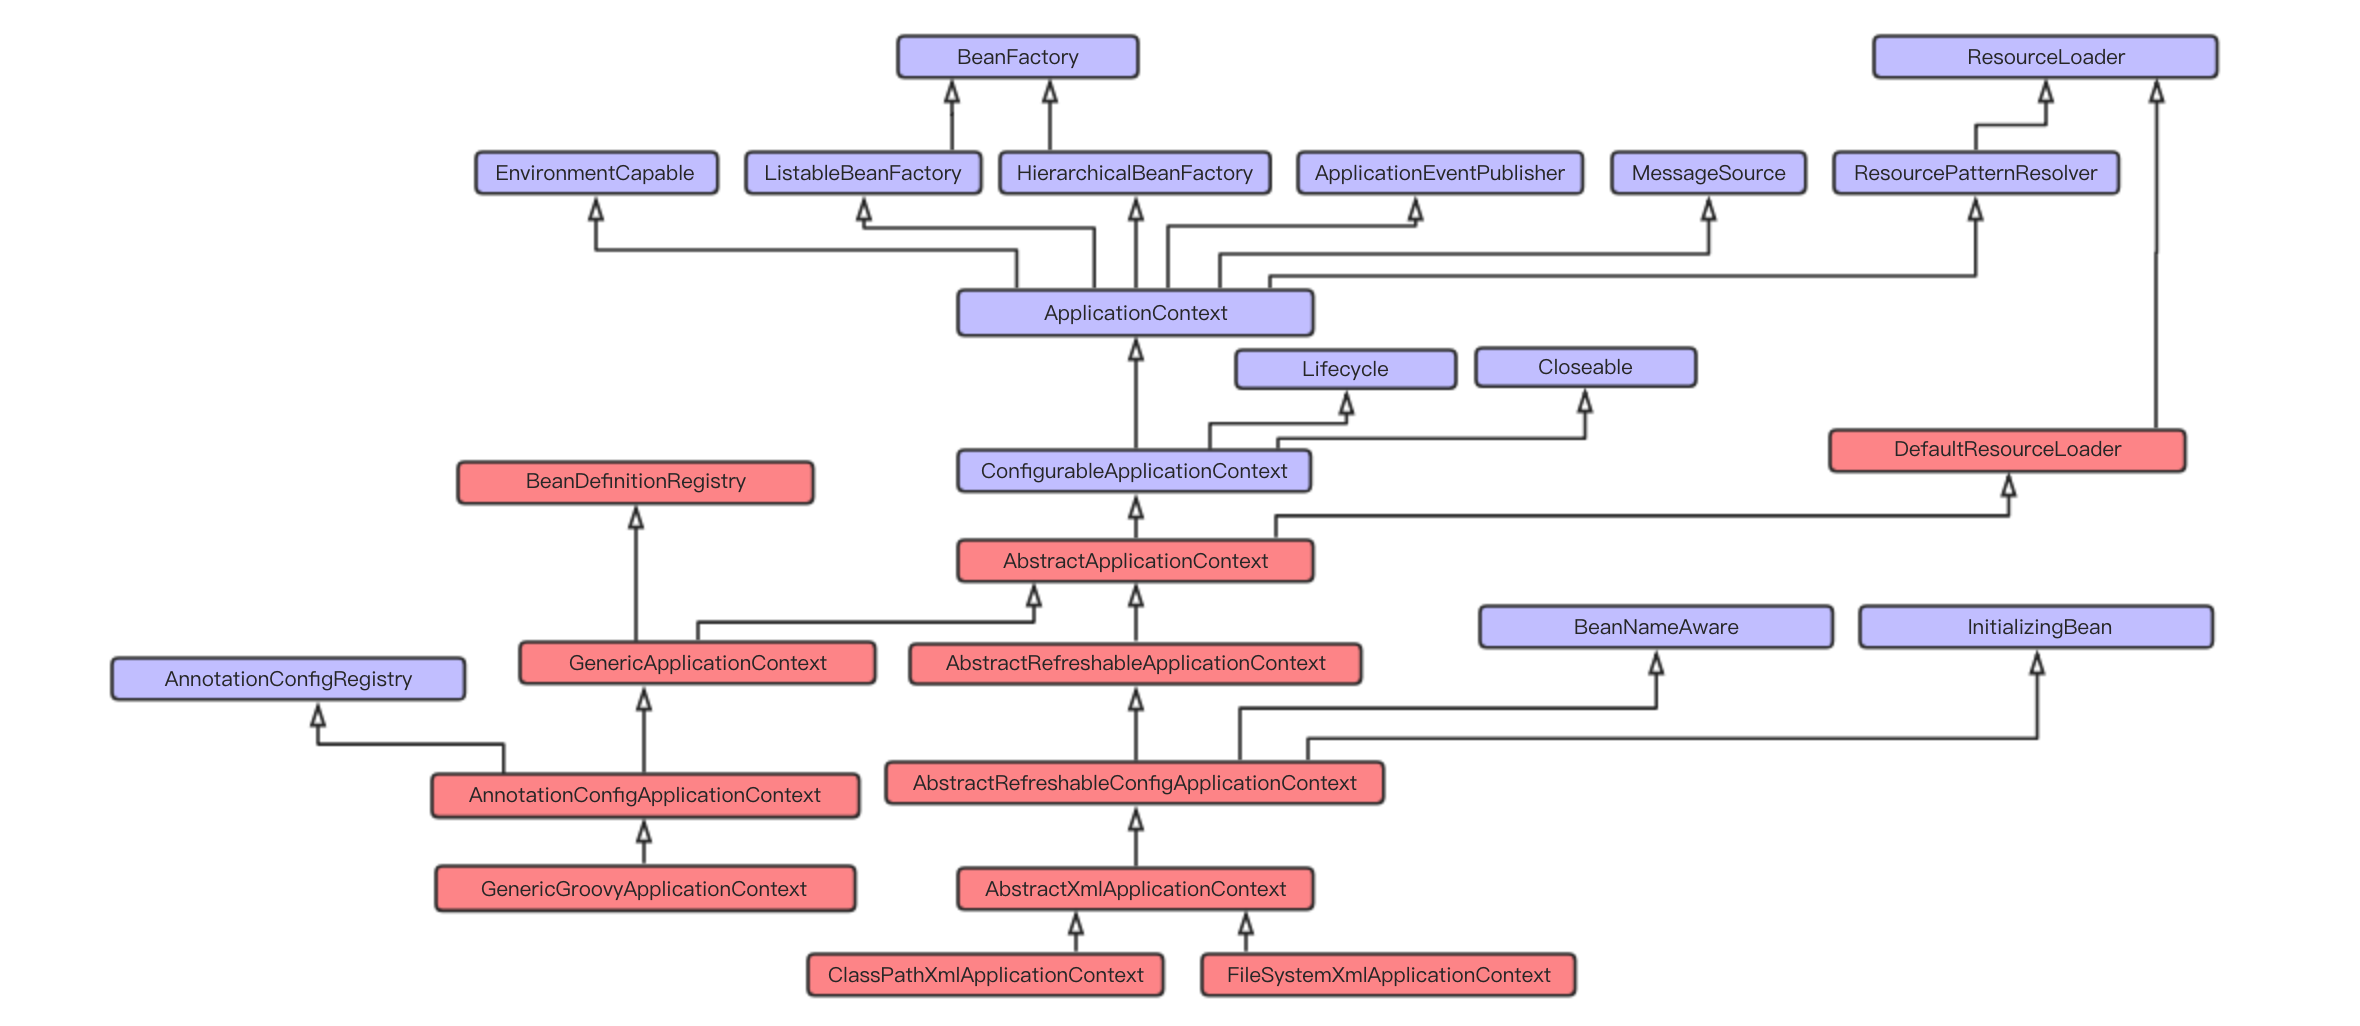 BeanFactory
ResourceLoader
EnvironmentCapable
ListableBeanFactory
HierarchicalBeanFactory
ApplicationEventPublisher
MessageSource
ResourcePatternResolver
ApplicationContext
Lifecycle
Closeable
DefaultResourceLoader
ConfigurableApplicationContext
BeanDefinitionRegistry
AbstractApplicationContext
BeanNameAware
InitializingBean
GenericApplicationContext
AbstractRefreshableApplicationContext
AnnotationConfigRegistry
AbstractRefreshableConfigApplicationContext
AnnotationConfigApplicationContext
GenericGroovyApplicationContext
AbstractXmlApplicationContext
ClassPathXmlApplicationContext
FileSystemXmlApplicationContext